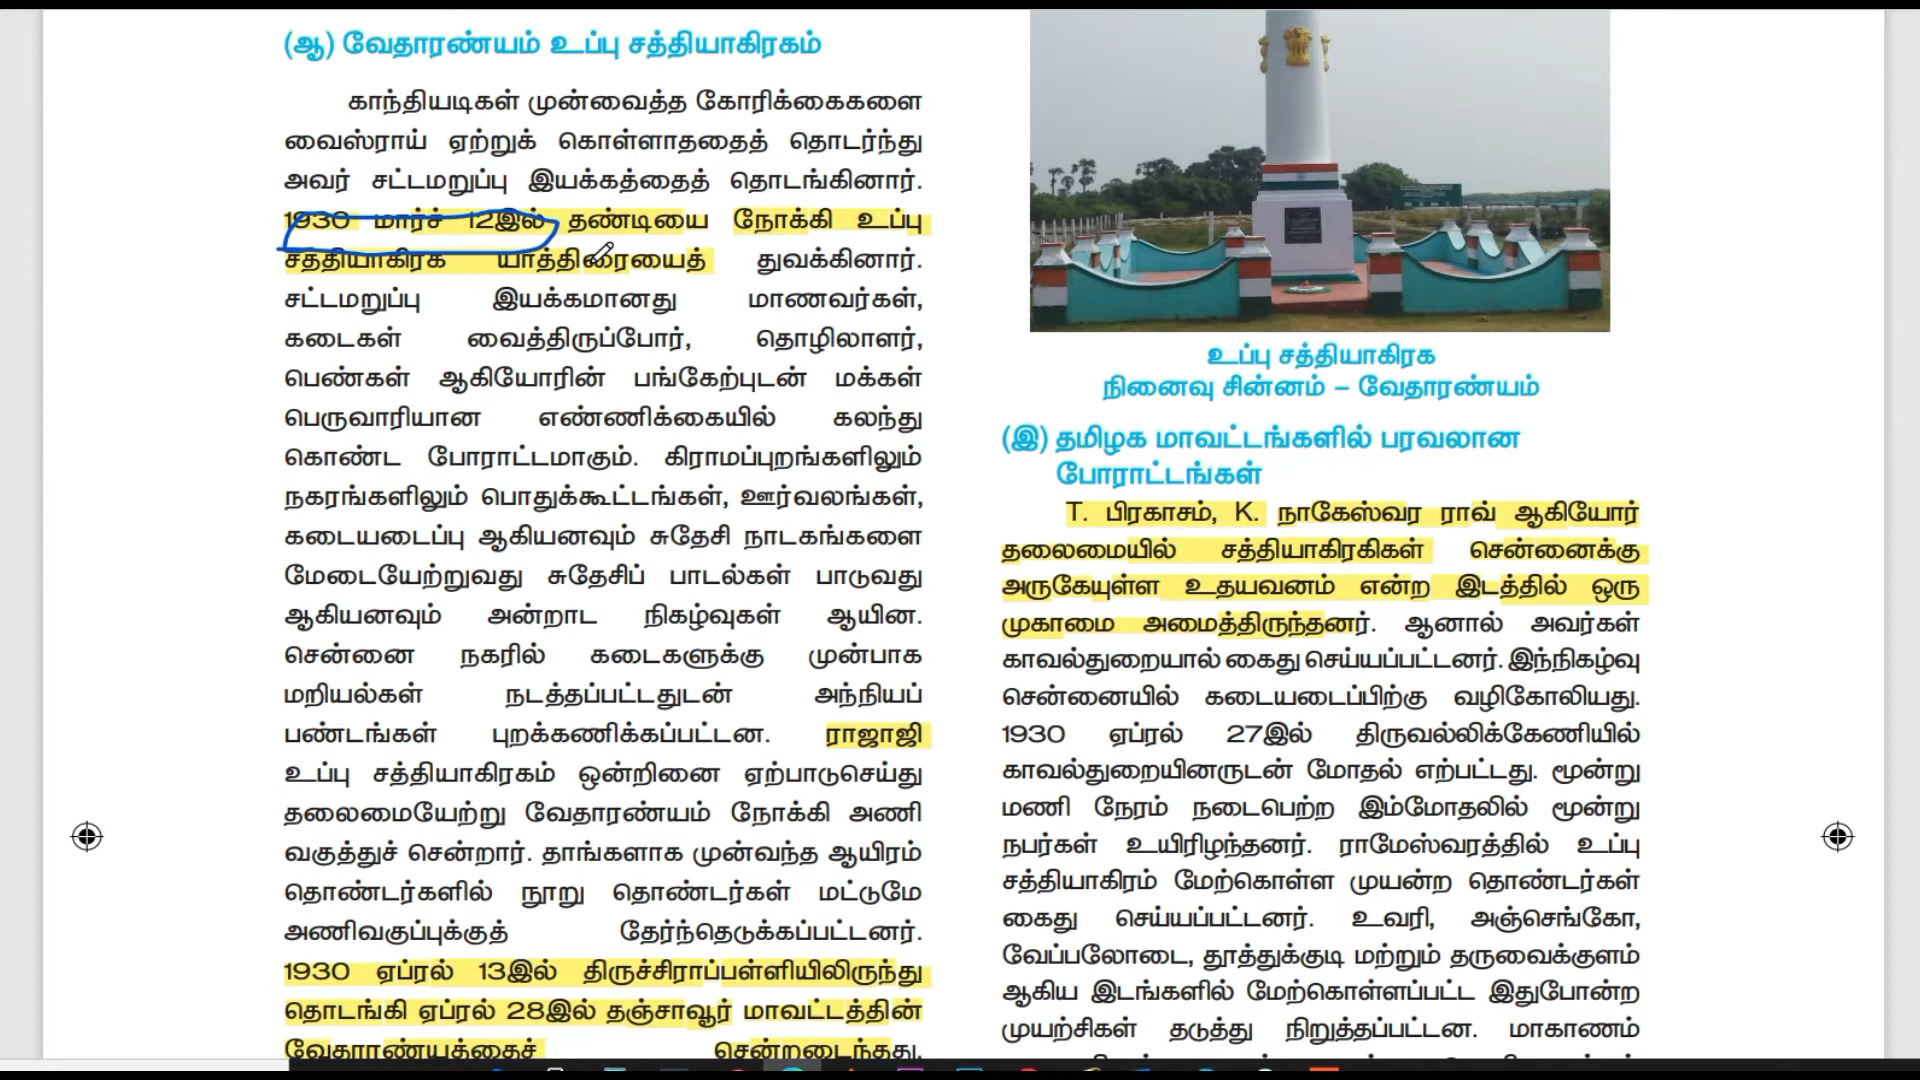 (ஆ) வேதாரண்யம் உப்பு சத்தியாகிரகம்
காந்தியடிகள் முன்வைத்த கோரிக்கைகளை
வைஸ்ராய் ஏற்றுக் கொள்ளாததைத் தொடர்ந்து
அவர் சட்டமறுப்பு இயக்கத்தைத் தொடங்கினார்.
1930 மார்ச் 12இல் தண்டியை நோக்கி உப்பு
சத்தியாகிரக யாத்திரையைத் துவக்கினார்.
சட்டமறுப்பு இயக்கமானது மாணவர்கள்,
கடைகள் வைத்திருப்போர், தொழிலாளர்,
பெண்கள் ஆகியோரின் பங்கேற்புடன் மக்கள்
பெருவாரியான எண்ணிக்கையில் கலந்து
கொண்ட போராட்டமாகும். கிராமப்புறங்களிலும்
நகரங்களிலும் பொதுக்கூட்டங்கள், ஊர்வலங்கள்,
கடையடைப்பு ஆகியனவும் சுதேசி நாடகங்களை
மேடையேற்றுவது சுதேசிப் பாடல்கள் பாடுவது
ஆகியனவும் அன்றாட நிகழ்வுகள் ஆயின.
சென்னை நகரில் கடைகளுக்கு முன்பாக
மறியல்கள் நடத்தப்பட்டதுடன் அந்நியப்
பண்டங்கள் புறக்கணிக்கப்பட்டன. ராஜாஜி
உப்பு சத்தியாகிரகம் ஒன்றினை ஏற்பாடுசெய்து
தலைமையேற்று வேதாரண்யம் நோக்கி அணி
வகுத்துச் சென்றார். தாங்களாக முன்வந்த ஆயிரம்
தொண்டர்களில் நூறு தொண்டர்கள் மட்டுமே
அணிவகுப்புக்குத் தேர்ந்தெடுக்கப்பட்டனர்.
1930 ஏப்ரல் 13இல் திருச்சிராப்பள்ளியிலிருந்து
தொடங்கி ஏப்ரல் 28இல் தஞ்சாவூர் மாவட்டத்தின்
வேதாரண்யத்தைச் சென்றடைந்தது.
உப்பு சத்தியாகிரக
நினைவு சின்னம் – வேதாரண்யம்
(இ) தமிழக மாவட்டங்களில் பரவலான
போராட்டங்கள்
T. பிரகாசம், K. நாகேஸ்வர ராவ் ஆகியோர்
தலைமையில் சத்தியாகிரகிகள் சென்னைக்கு
அருகேயுள்ள உதயவனம் என்ற இடத்தில் ஒரு
முகாமை அமைத்திருந்தனர். ஆனால் அவர்கள்
காவல்துறையால் கைது செய்யப்பட்டனர். இந்நிகழ்வு
சென்னையில் கடையடைப்பிற்கு வழிகோலியது.
1930 ஏப்ரல் 27இல் திருவல்லிக்கேணியில்
காவல்துறையினருடன் மோதல் எற்பட்டது. மூன்று
மணி நேரம் நடைபெற்ற இம்மோதலில் மூன்று
நபர்கள் உயிரிழந்தனர். ராமேஸ்வரத்தில் உப்பு
சத்தியாகிரம் மேற்கொள்ள முயன்ற தொண்டர்கள்
கைது செய்யப்பட்டனர். உவரி, அஞ்செங்கோ,
வேப்பலோடை, தூத்துக்குடி மற்றும் தருவைக்குளம்
ஆகிய இடங்களில் மேற்கொள்ளப்பட்ட இதுபோன்ற
முயற்சிகள் தடுத்து நிறுத்தப்பட்டன. மாகாணம்